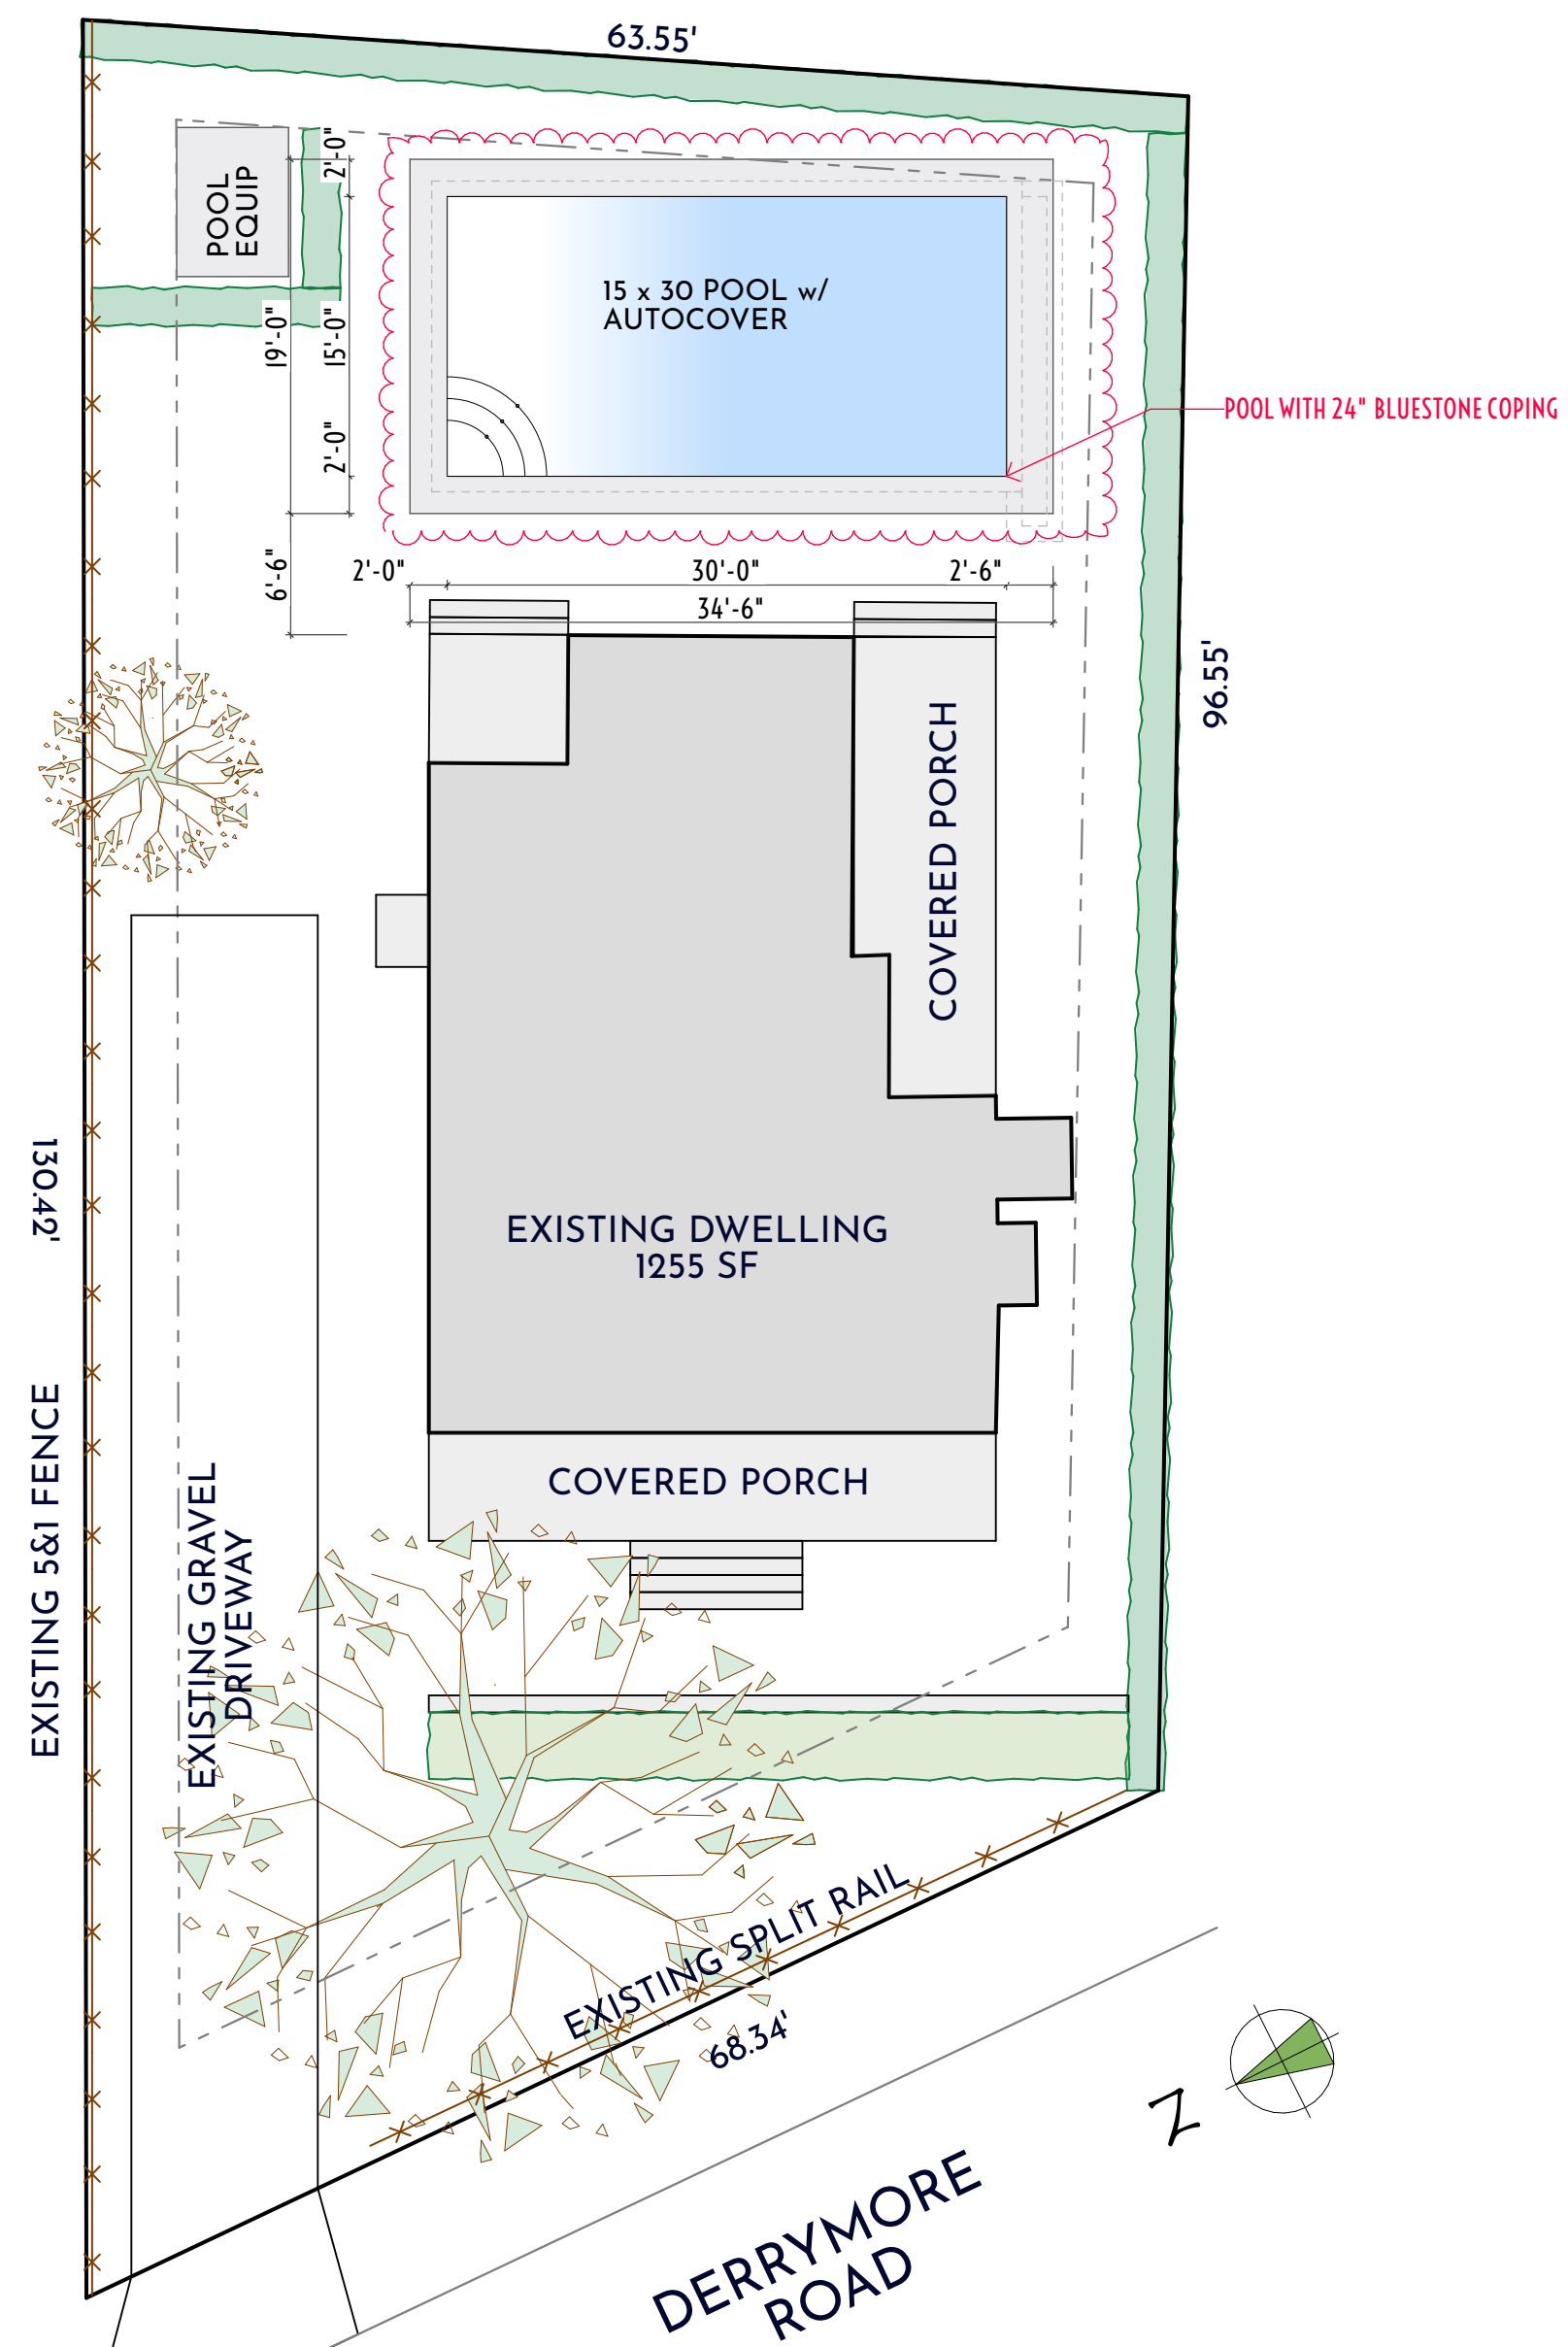 63.55'
POOL
EQUIP
2'-0"
15 x 30 POOL w/
AUTOCOVER
19'-0"
15'-0"
2'-0"
POOL WITH 24" BLUESTONE COPING
6'-6"
2'-0"
30'-0"
2'-6"
34'-6"
96.55'
COVERED PORCH
130.42'
EXISTING DWELLING
1255 SF
EXISTING 5&1 FENCE
EXISTING GRAVEL
DRIVEWAY
COVERED PORCH
EXISTING SPLIT RAIL
68.34'
N
DERRYMORE
ROAD